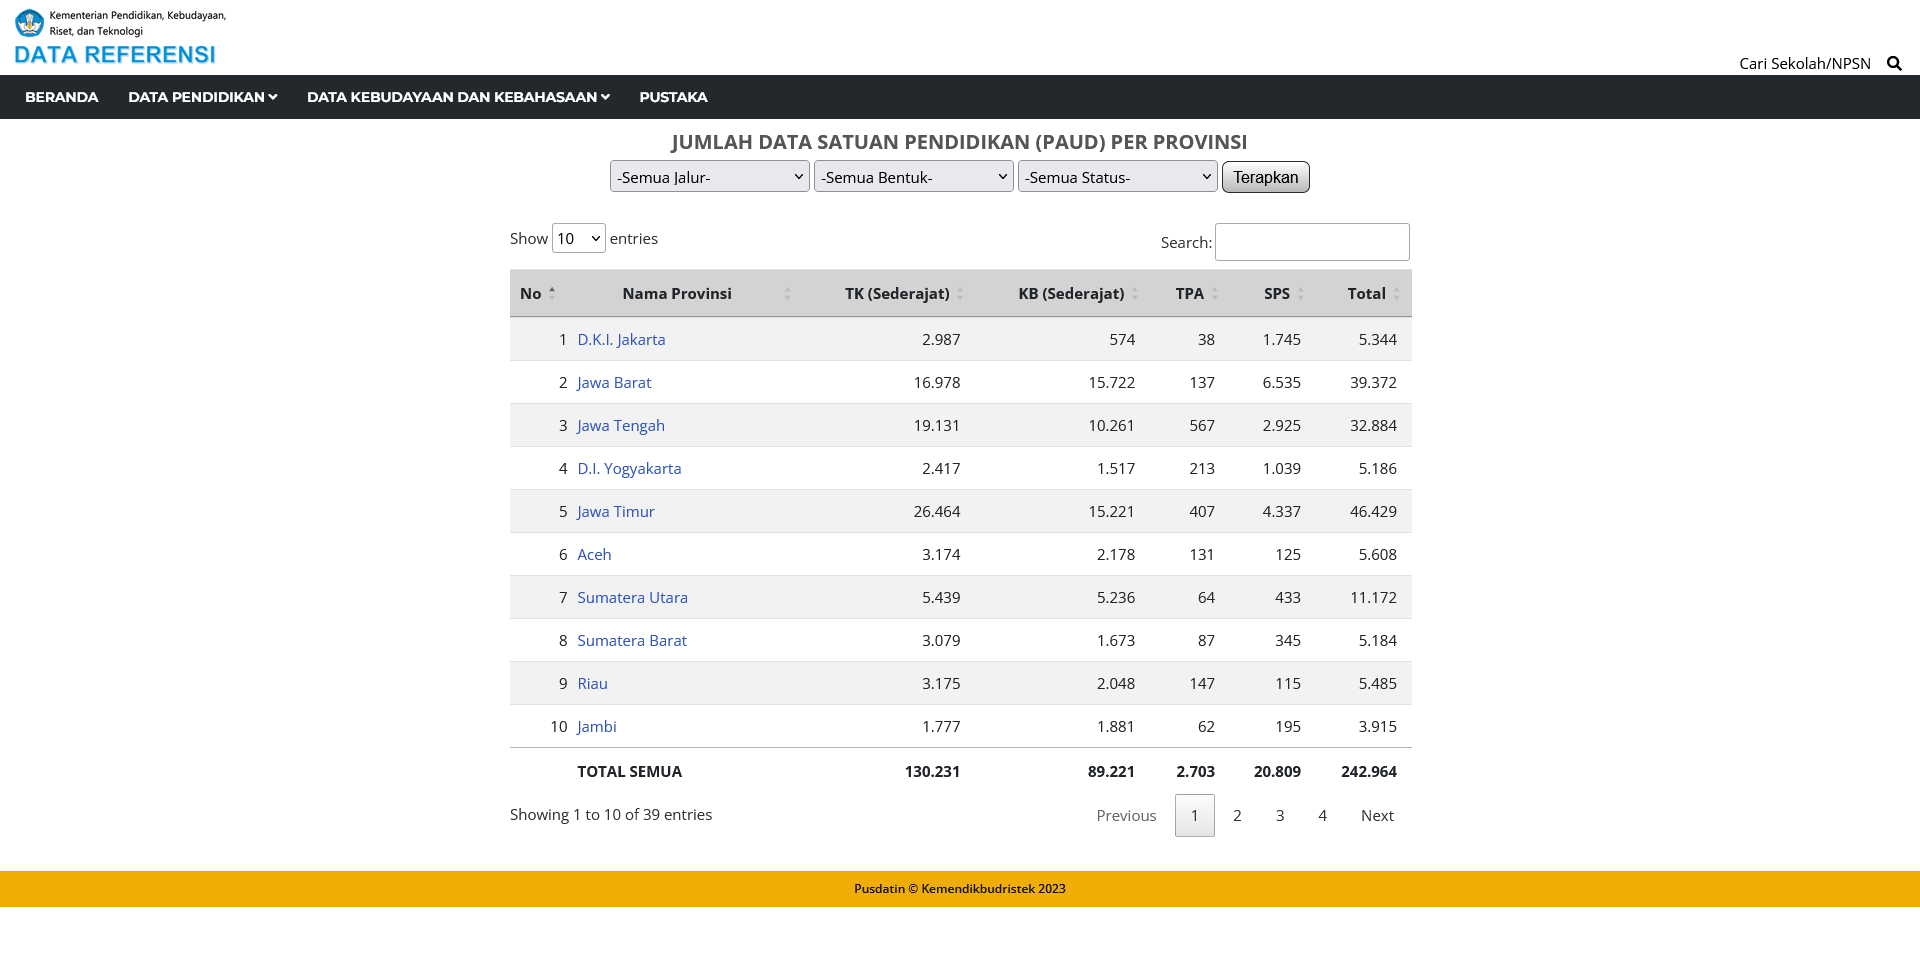 Kementerian Pendidikan, Kebudayaan,
Riset, dan Teknologi
DATA REFERENSI
Cari Sekolah/NPSN
BERANDA DATA PENDIDIKAN DATA KEBUDAYAAN DAN KEBAHASAAN PUSTAKA
JUMLAH DATA SATUAN PENDIDIKAN (PAUD) PER PROVINSI
-Semua Jalur- -Semua Bentuk- -Semua Status- Terapkan
Show 10 entries Search:
No Nama Provinsi TK (Sederajat) KB (Sederajat) TPA SPS Total
1 D.K.I. Jakarta 2.987 574 38 1.745 5.344
2 Jawa Barat 16.978 15.722 137 6.535 39.372
3 Jawa Tengah 19.131 10.261 567 2.925 32.884
4 D.I. Yogyakarta 2.417 1.517 213 1.039 5.186
5 Jawa Timur 26.464 15.221 407 4.337 46.429
6 Aceh 3.174 2.178 131 125 5.608
7 Sumatera Utara 5.439 5.236 64 433 11.172
8 Sumatera Barat 3.079 1.673 87 345 5.184
9 Riau 3.175 2.048 147 115 5.485
10 Jambi 1.777 1.881 62 195 3.915
TOTAL SEMUA 130.231 89.221 2.703 20.809 242.964
Showing 1 to 10 of 39 entries Previous 1 2 3 4 Next
Pusdatin © Kemendikbudristek 2023